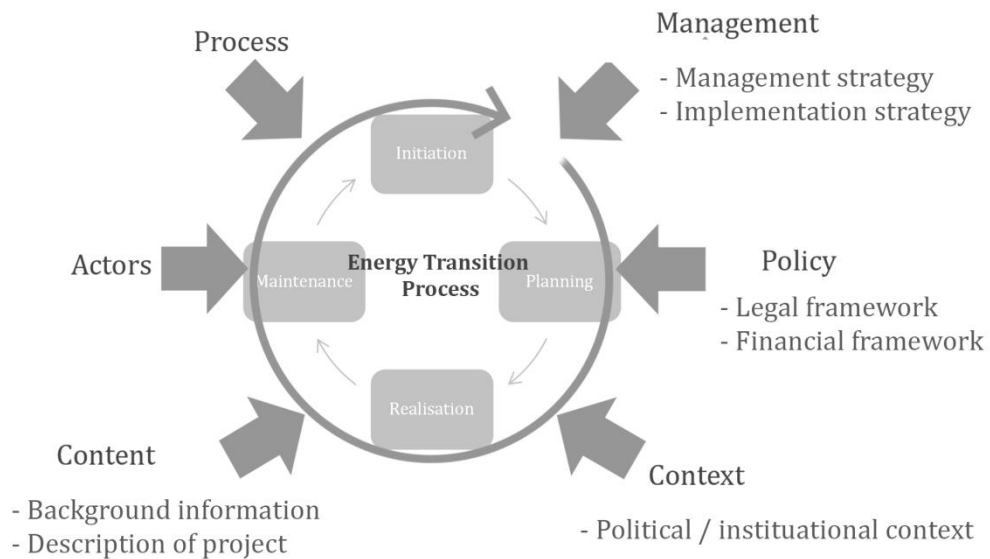 Process
Management
- Management strategy
- Implementation strategy
Initiation
Actors
Maintenance
Energy Transition
Process
Planning
Policy
- Legal framework
- Financial framework
Realisation
Content
- Background information
- Description of project
Context
- Political / instituational context